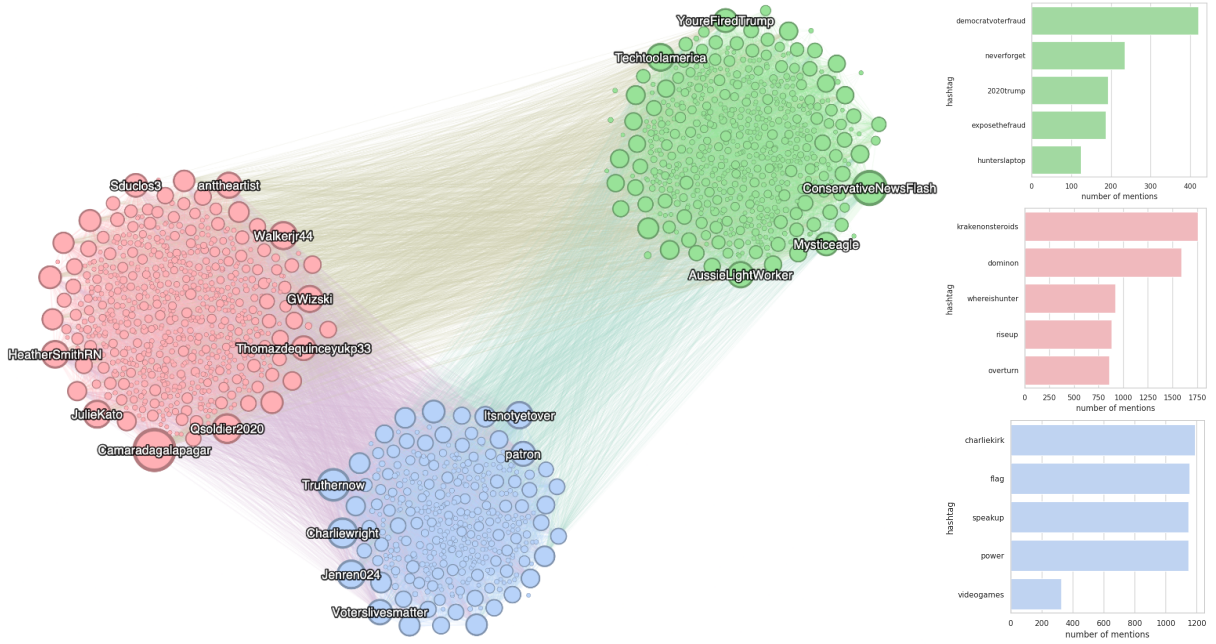 YoureFiredTrump
Techtoolamerica
ConservativeNewsFlash
Mysticeagle
AussieLightWorker
Sduclos3
anttheartist
Walkerjr44
GWizski
Thomazdequinceyukp33
HeatherSmithRN
JulieKato
Qsoldier2020
Camaradagalapagar
Itsnotyetover
patron
Truthernow
Charliewright
Jenren024
Voterslivesmatter
hashtag
democratvoterfraud
neverforget
2020trump
exposethefraud
hunterslaptop
0 100 200 300 400
number of mentions
hashtag
krakenonsteroids
dominon
whereishunter
riseup
overturn
0 250 500 750 1000 1250 1500 1750
number of mentions
hashtag
charliekirk
flag
speakup
power
videogames
0 200 400 600 800 1000 1200
number of mentions